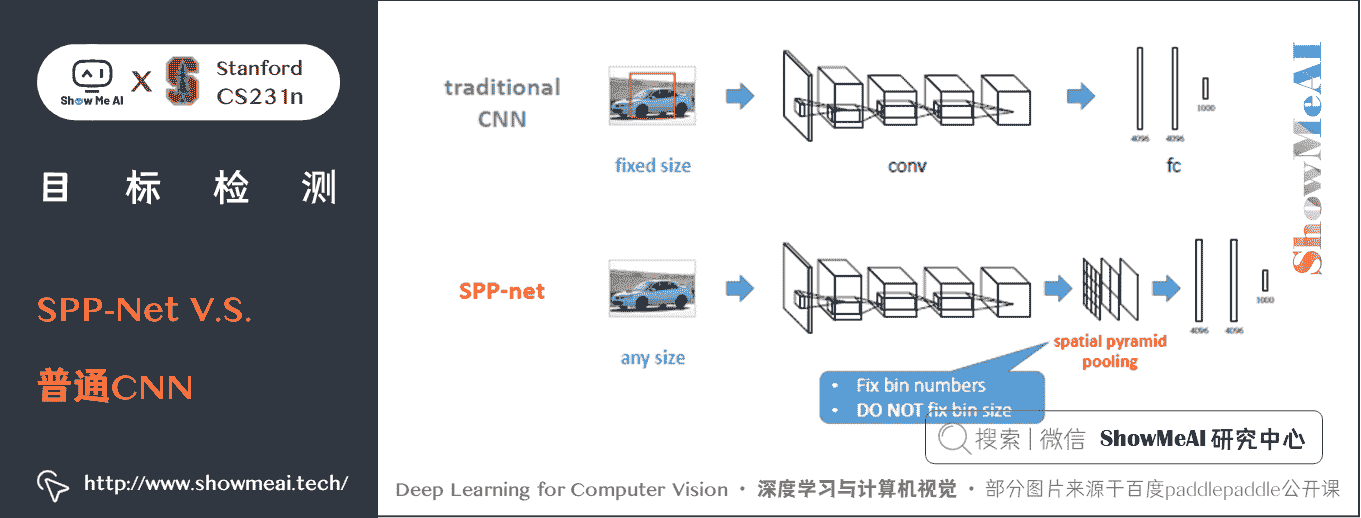 Show Me AI
X
Stanford
CS231n
目标检测
SPP-Net V.S.
普通CNN
http://www.showmeai.tech/
traditional
CNN
fixed size
conv
4096
4096
1000
fc
SPP-net
any size
4096
4096
1000
spatial pyramid
pooling
• Fix bin numbers
• DO NOT fix bin size
ShowMeAI
搜索 | 微信 ShowMeAI 研究中心
Deep Learning for Computer Vision · 深度学习与计算机视觉 · 部分图片来源于百度paddlepaddle公开课